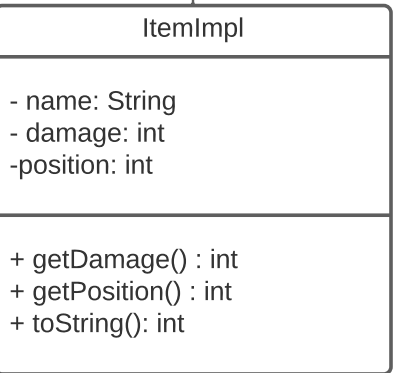 ItemImpl
- name: String
- damage: int
-position: int
+ getDamage() : int
+ getPosition() : int
+ toString(): int